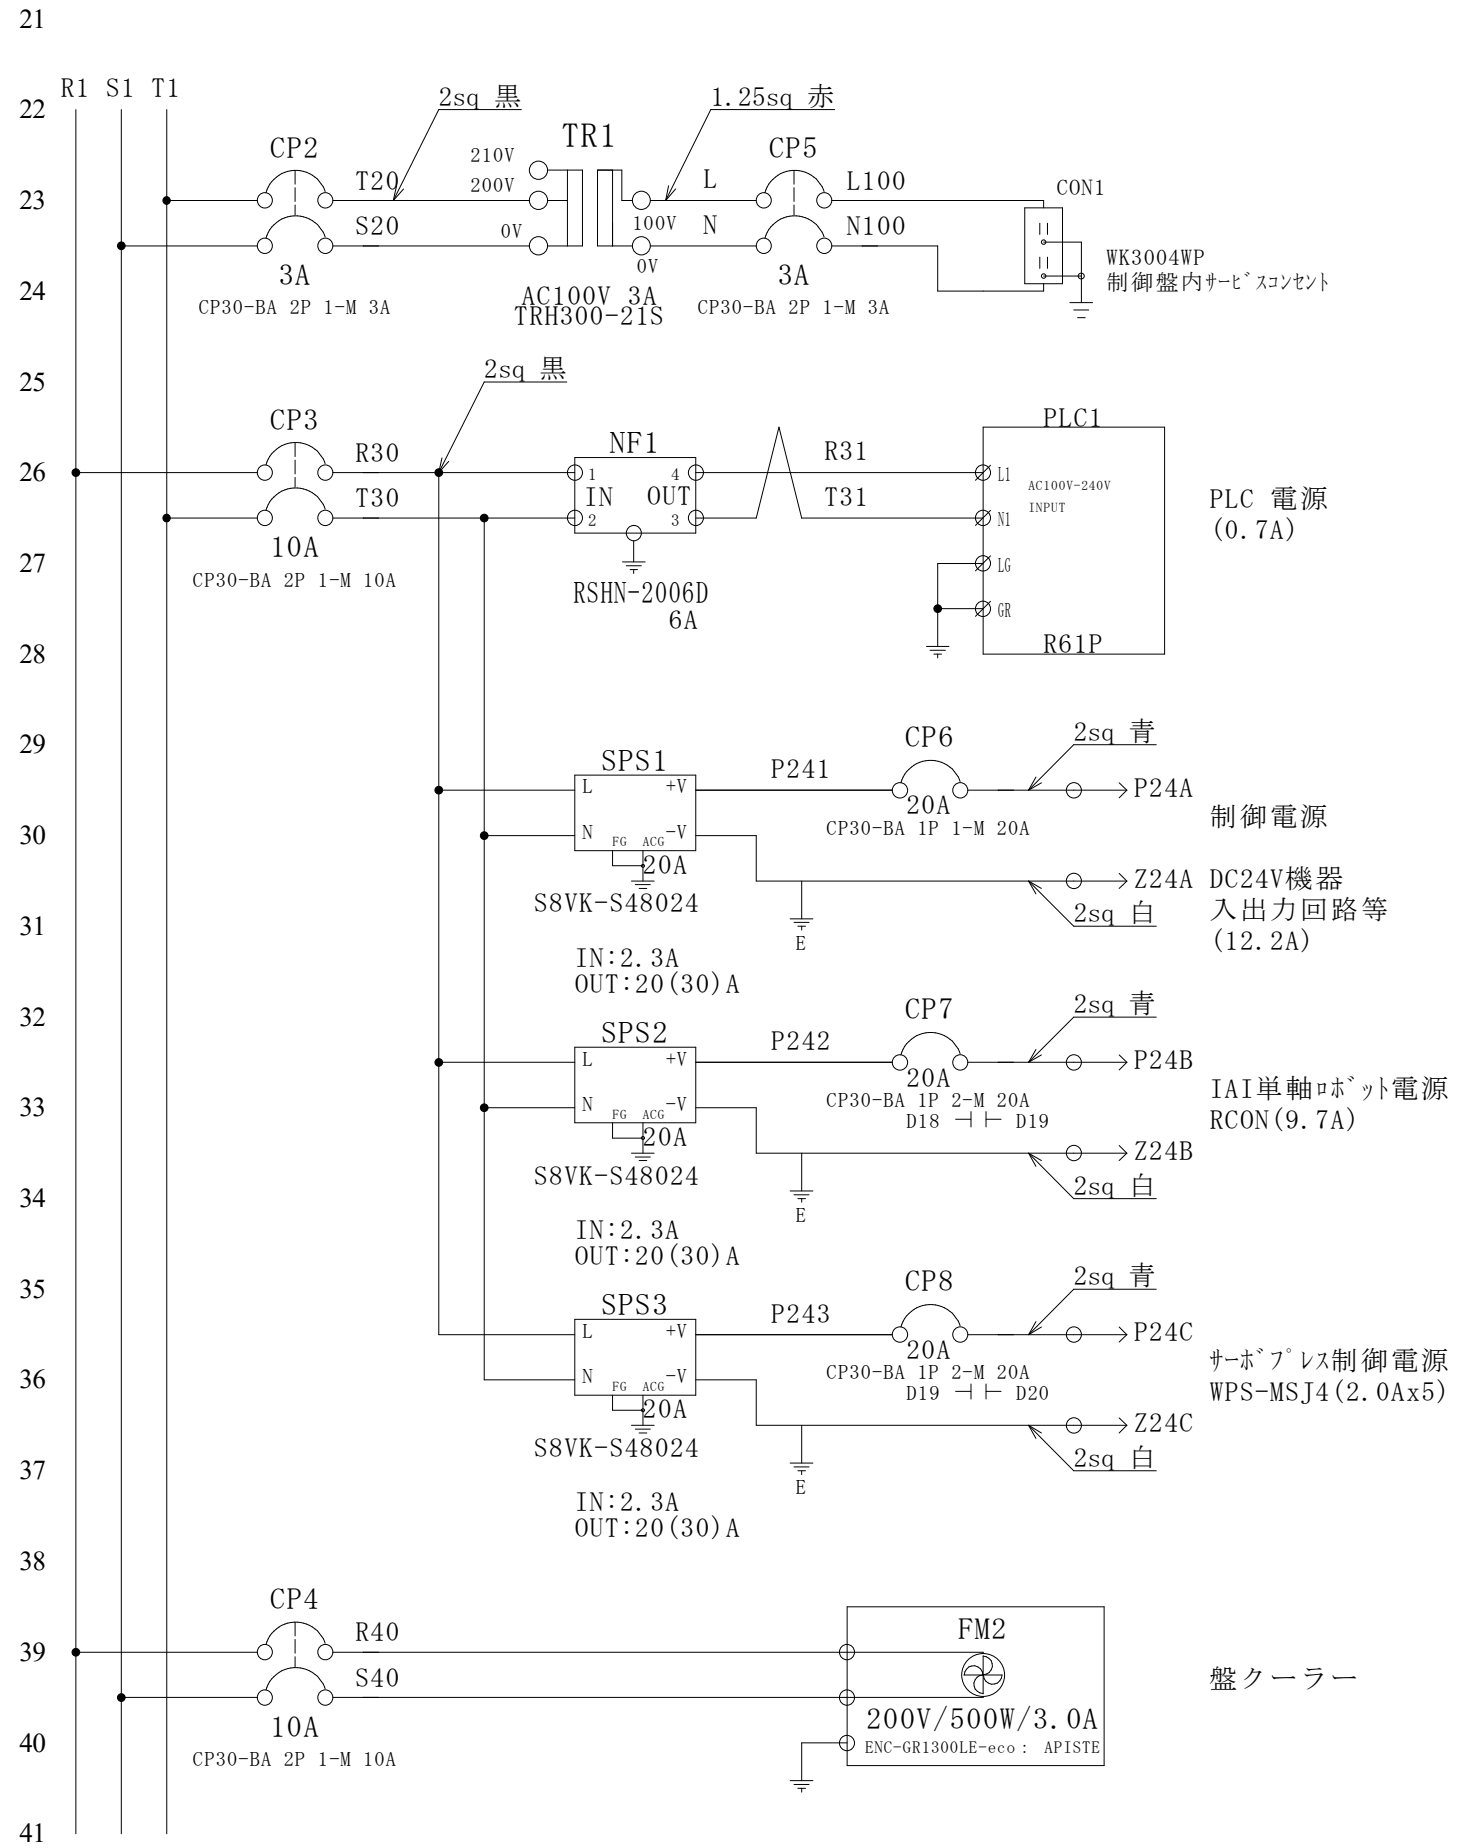 21
R1 S1 T1
22
2sq 黒
1.25sq 赤
CP2
T20
S20
3A
CP30-BA 2P 1-M 3A
210V
200V
0V
TR1
100V
0V
AC100V 3A
TRH300-21S
L
N
CP5
L100
N100
3A
CP30-BA 2P 1-M 3A
CON1
WK3004WP
制御盤内サービスコンセント
23
24
25
2sq 黒
CP3
R30
T30
10A
CP30-BA 2P 1-M 10A
26
NF1
1 4
IN OUT
2 3
RSHN-2006D
6A
R31
T31
PLC1
L1
AC100V-240V
INPUT
N1
LG
GR
R61P
PLC 電源
(0.7A)
27
28
29
SPS1
L +V
N -V
FG ACG
20A
S8VK-S48024
IN:2.3A
OUT:20(30)A
P241
CP6
20A
CP30-BA 1P 1-M 20A
2sq 青
P24A
制御電源
30
Z24A
DC24V機器
入出力回路等
(12.2A)
2sq 白
E
31
32
SPS2
L +V
N -V
FG ACG
20A
S8VK-S48024
IN:2.3A
OUT:20(30)A
P242
CP7
20A
CP30-BA 1P 2-M 20A
D18 D19
2sq 青
P24B
IAI単軸ロボット電源
RCON(9.7A)
33
Z24B
2sq 白
E
34
35
SPS3
L +V
N -V
FG ACG
20A
S8VK-S48024
IN:2.3A
OUT:20(30)A
P243
CP8
20A
CP30-BA 1P 2-M 20A
D19 D20
2sq 青
P24C
サーボプレス制御電源
WPS-MSJ4(2.0Ax5)
36
Z24C
2sq 白
E
37
38
CP4
R40
S40
10A
CP30-BA 2P 1-M 10A
39
FM2
200V/500W/3.0A
ENC-GR1300LE-eco: APISTE
盤クーラー
40
41